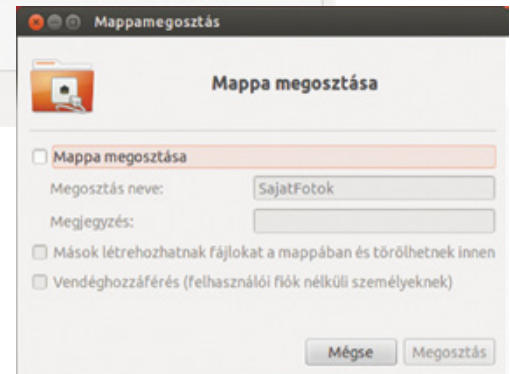 Mappamegosztás
Mappa megosztása
Mappa megosztása
Megosztás neve: SajatFotok
Megjegyzés:
Mások létrehozhatnak fájlokat a mappában és törölhetnek innen
Vendéghozzáférés (felhasználói fiók nélküli személyeknek)
Mégse Megosztás